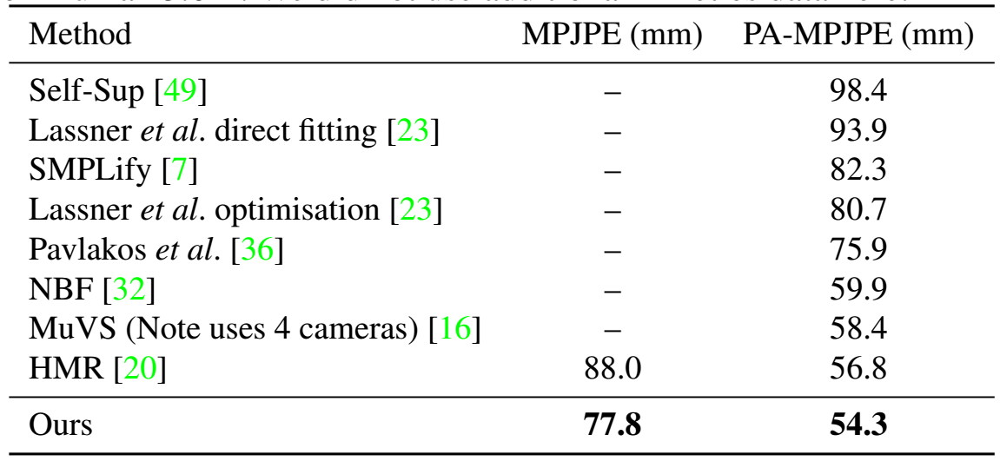 Method MPJPE (mm) PA-MPJPE (mm)
Self-Sup [49] – 98.4
Lassner et al. direct fitting [23] – 93.9
SMPLify [7] – 82.3
Lassner et al. optimisation [23] – 80.7
Pavlakos et al. [36] – 75.9
NBF [32] – 59.9
MuVS (Note uses 4 cameras) [16] – 58.4
HMR [20] 88.0 56.8
Ours 77.8 54.3